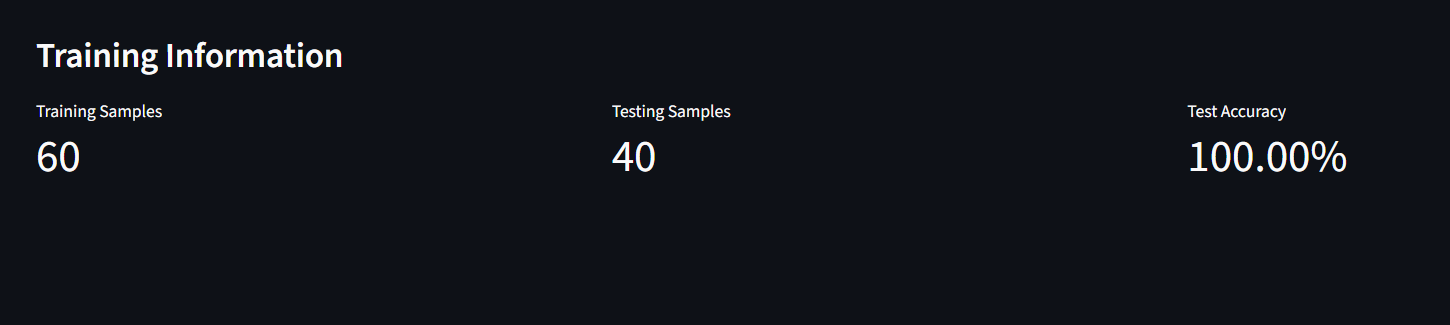 Training Information
Training Samples
60
Testing Samples
40
Test Accuracy
100.00%